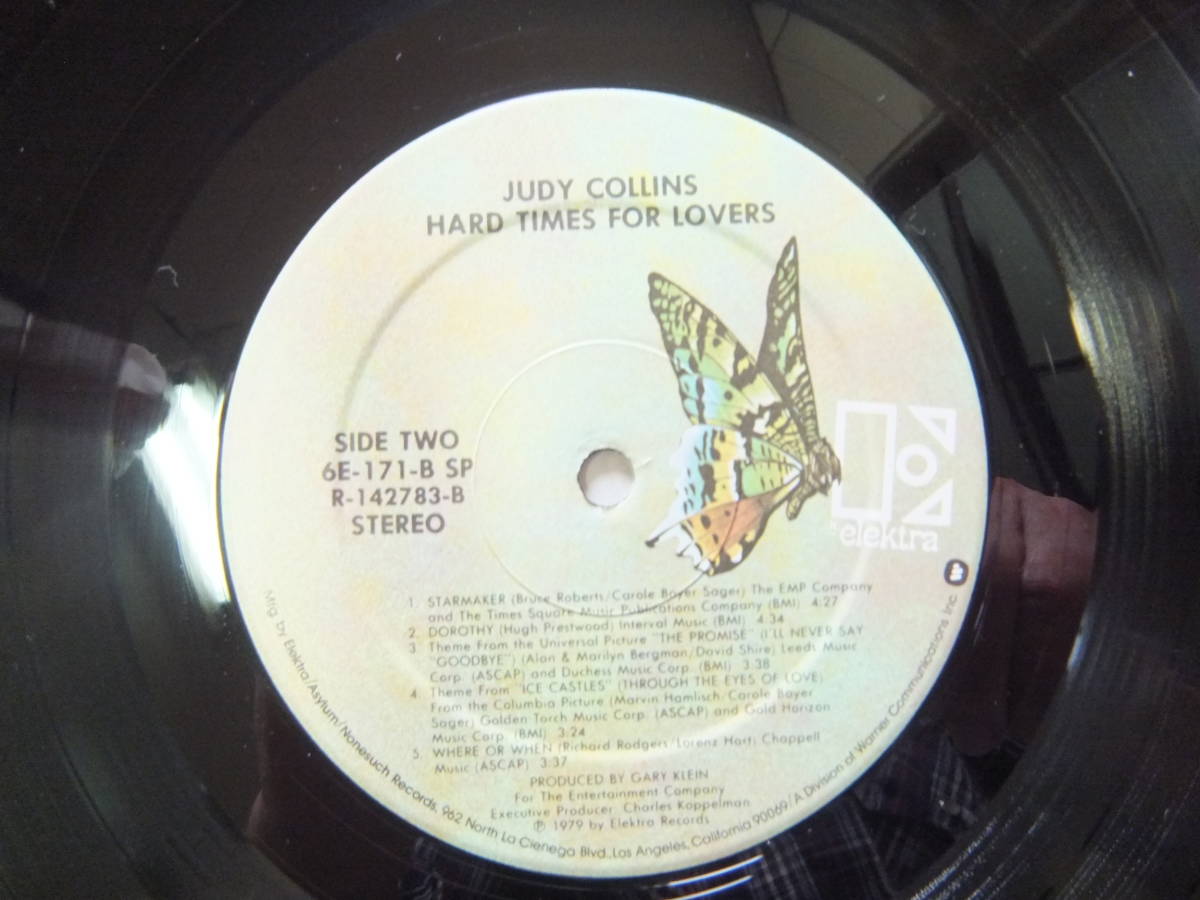 JUDY COLLINS
HARD TIMES FOR LOVERS
SIDE TWO
6E-171-B SP
R-142783-B
STEREO
elektra
1. STARMAKER (Bruce Roberts/Carole Bayer Sager) The EMP Company
and The Times Square Music Publications Company (BMI) 4:27
2. DOROTHY (Hugh Prestwood) Interval Music (BMI) 4:34
3. Theme From the Universal Picture "THE PROMISE" (I'LL NEVER SAY
"GOODBYE") (Alan & Marilyn Bergman/David Shire) Leeds Music
Corp. (ASCAP) and Duchess Music Corp. (BMI) 3:38
4. Theme From "ICE CASTLES" (THROUGH THE EYES OF LOVE)
From the Columbia Picture (Marvin Hamlisch/Carole Bayer
Sager) Golden Torch Music Corp. (ASCAP) and Gold Horizon
Music Corp. (BMI) 3:24
5. WHERE OR WHEN (Richard Rodgers/Lorenz Hart) Chappell
Music (ASCAP) 3:37
PRODUCED BY GARY KLEIN
For The Entertainment Company
Executive Producer: Charles Koppelman
℗ 1979 by Elektra Records
Mfg by Elektra/Asylum/Nonesuch Records, 962 North La Cienega Blvd., Los Angeles, California 90069/A Division of Warner Communications Inc